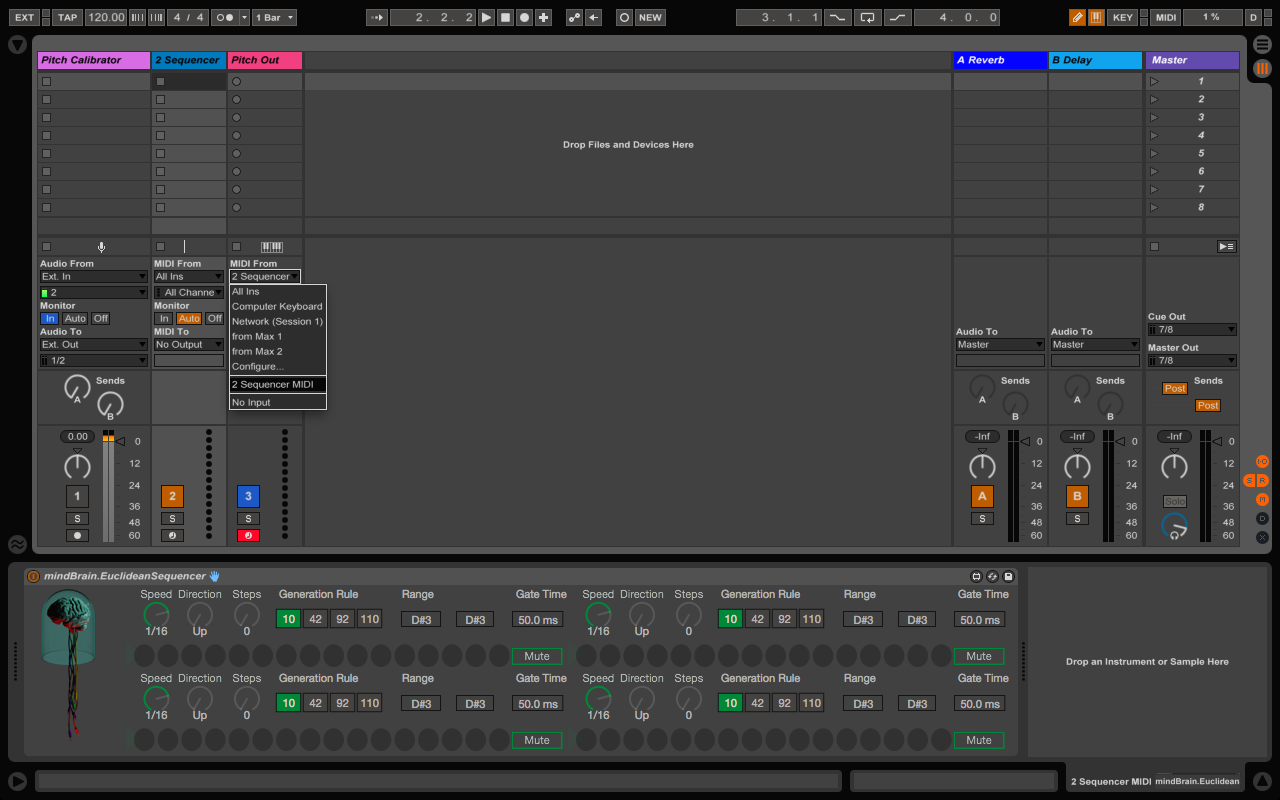 EXT TAP 120.00 4 / 4 1 Bar 2. 2. 2 NEW 3. 1. 1 4. 0. 0 KEY MIDI 1 % D
Pitch Calibrator 2 Sequencer Pitch Out A Reverb B Delay Master
1
2
3
4
5
6
7
8
Drop Files and Devices Here
Audio From MIDI From MIDI From
Ext. In All Ins 2 Sequencer
2 All Channe
Monitor Monitor
In Auto Off In Auto Off
Audio To MIDI To
Ext. Out No Output
1/2
All Ins
Computer Keyboard
Network (Session 1)
from Max 1
from Max 2
Configure...
2 Sequencer MIDI
No Input
Audio To Audio To
Master Master
Cue Out
7/8
Master Out
7/8
Sends A B
Sends A B A B Post Post
0.00 -Inf -Inf -Inf
0 0 0 0
12 12 12 12
24 24 24 24
36 36 36 36
48 48 48 48
60 60 60 60
1 2 3 A B Solo
S S S S S
I·O
S R
M
D
X
mindBrain.EuclideanSequencer
Speed Direction Steps Generation Rule Range Gate Time Speed Direction Steps Generation Rule Range Gate Time
1/16 Up 0 10 42 92 110 D#3 D#3 50.0 ms 1/16 Up 0 10 42 92 110 D#3 D#3 50.0 ms
Mute Mute
Speed Direction Steps Generation Rule Range Gate Time Speed Direction Steps Generation Rule Range Gate Time
1/16 Up 0 10 42 92 110 D#3 D#3 50.0 ms 1/16 Up 0 10 42 92 110 D#3 D#3 50.0 ms
Mute Mute
Drop an Instrument or Sample Here
2 Sequencer MIDI mindBrain.Euclidean